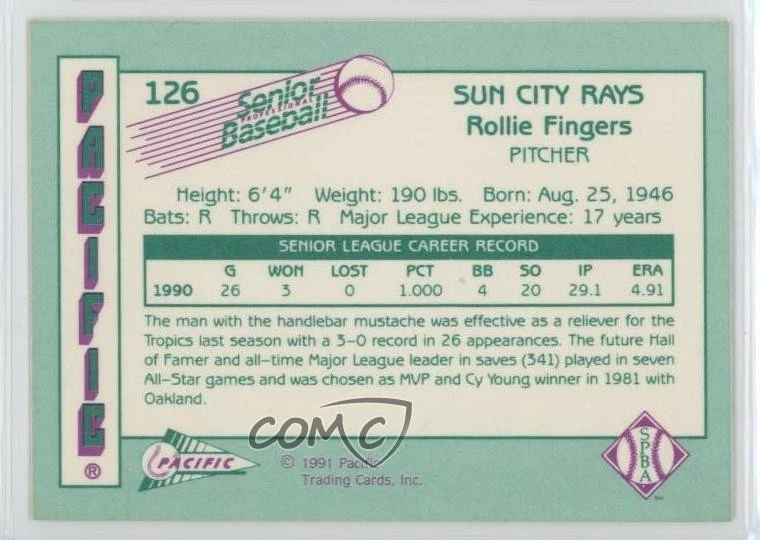 PACIFIC®
126
Senior
PROFESSIONAL
Baseball
SUN CITY RAYS
Rollie Fingers
PITCHER
Height: 6'4" Weight: 190 lbs. Born: Aug. 25, 1946
Bats: R Throws: R Major League Experience: 17 years
SENIOR LEAGUE CAREER RECORD
G WON LOST PCT BB SO IP ERA
1990 26 3 0 1.000 4 20 29.1 4.91
The man with the handlebar mustache was effective as a reliever for the
Tropics last season with a 3–0 record in 26 appearances. The future Hall
of Famer and all-time Major League leader in saves (341) played in seven
All-Star games and was chosen as MVP and Cy Young winner in 1981 with
Oakland.
COMC
PACIFIC
© 1991 Pacific
Trading Cards, Inc.
SPBA